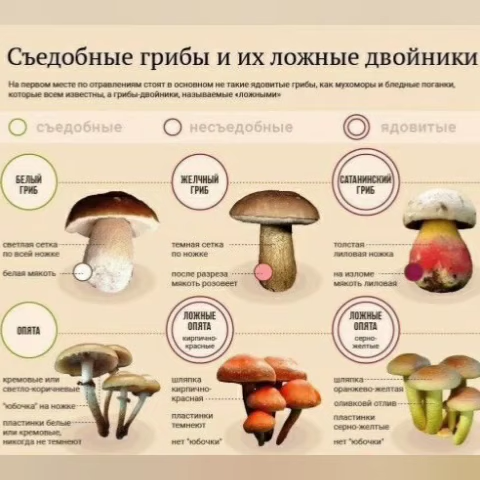 Съедобные грибы и их ложные двойники
На первом месте по отравлениям стоит в основном не такие ядовитые грибы, как мухоморы и бледные поганки,
которые всем известны, а грибы-двойники, называемые «ложными»
съедобные
несъедобные
ядовитые
БЕЛЫЙ
ГРИБ
светлая сетка
по всей ножке
белая мякоть
ЖЕЛЧНЫЙ
ГРИБ
темная сетка
по ножке
после разреза
мякоть розовеет
САТАНИНСКИЙ
ГРИБ
толстая
лиловая ножка
на изломе
мякоть лиловая
ОПЯТА
кремовые или
светло-коричневые
"юбочка" на ножке
пластинки белые
или кремовые,
никогда не темнеют
ЛОЖНЫЕ
ОПЯТА
кирпично-
красные
шляпка
кирпично-
красная
пластинки
темнеют
нет "юбочки"
ЛОЖНЫЕ
ОПЯТА
серно-
желтые
шляпка
оранжево-желтая
оливковй отлив
пластинки
серно-желтые
нет "юбочки"